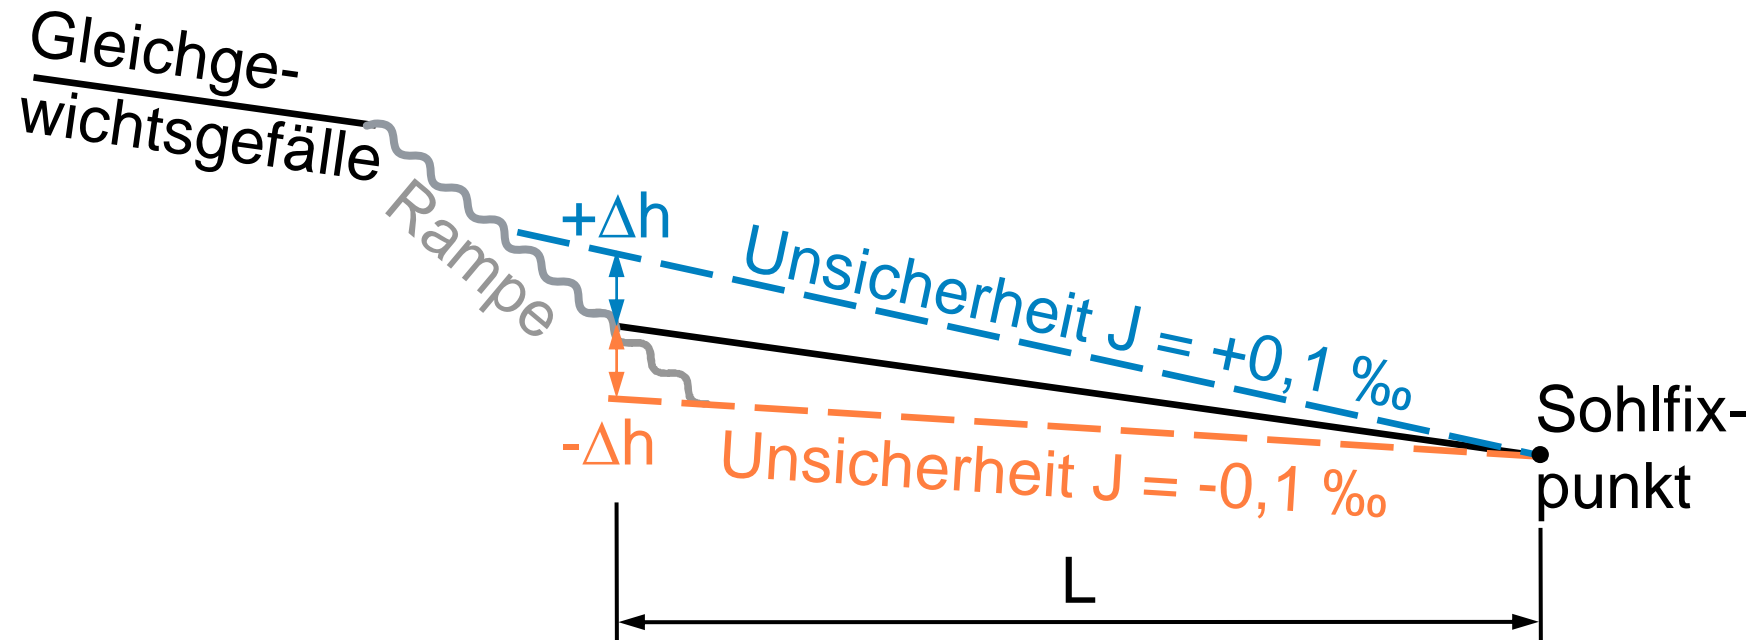 Gleichge-
wichtsgefälle
Rampe
+Δh
Unsicherheit J = +0,1 ‰
-Δh
Unsicherheit J = -0,1 ‰
Sohlfix-
punkt
L